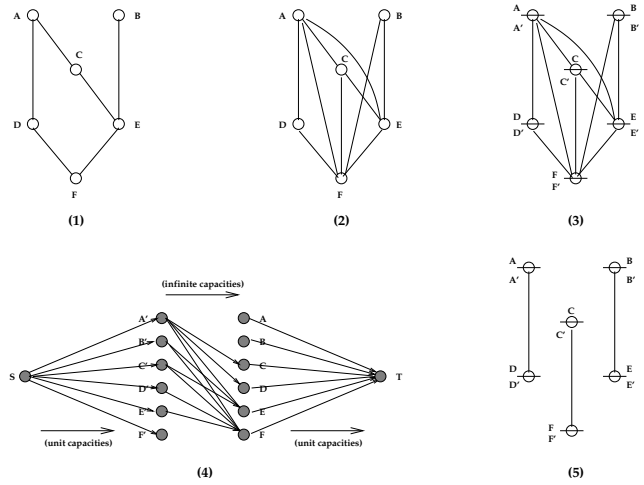 A B
C
D E
F
(1)
A B
C
D E
F
(2)
A B
A′ B′
C
C′
D E
D′ E′
F
F′
(3)
(infinite capacities)
A′ A
B′ B
C′ C
S T
D′ D
E′ E
F′ F
(unit capacities) (unit capacities)
(4)
A B
A′ B′
C
C′
D E
D′ E′
F
F′
(5)